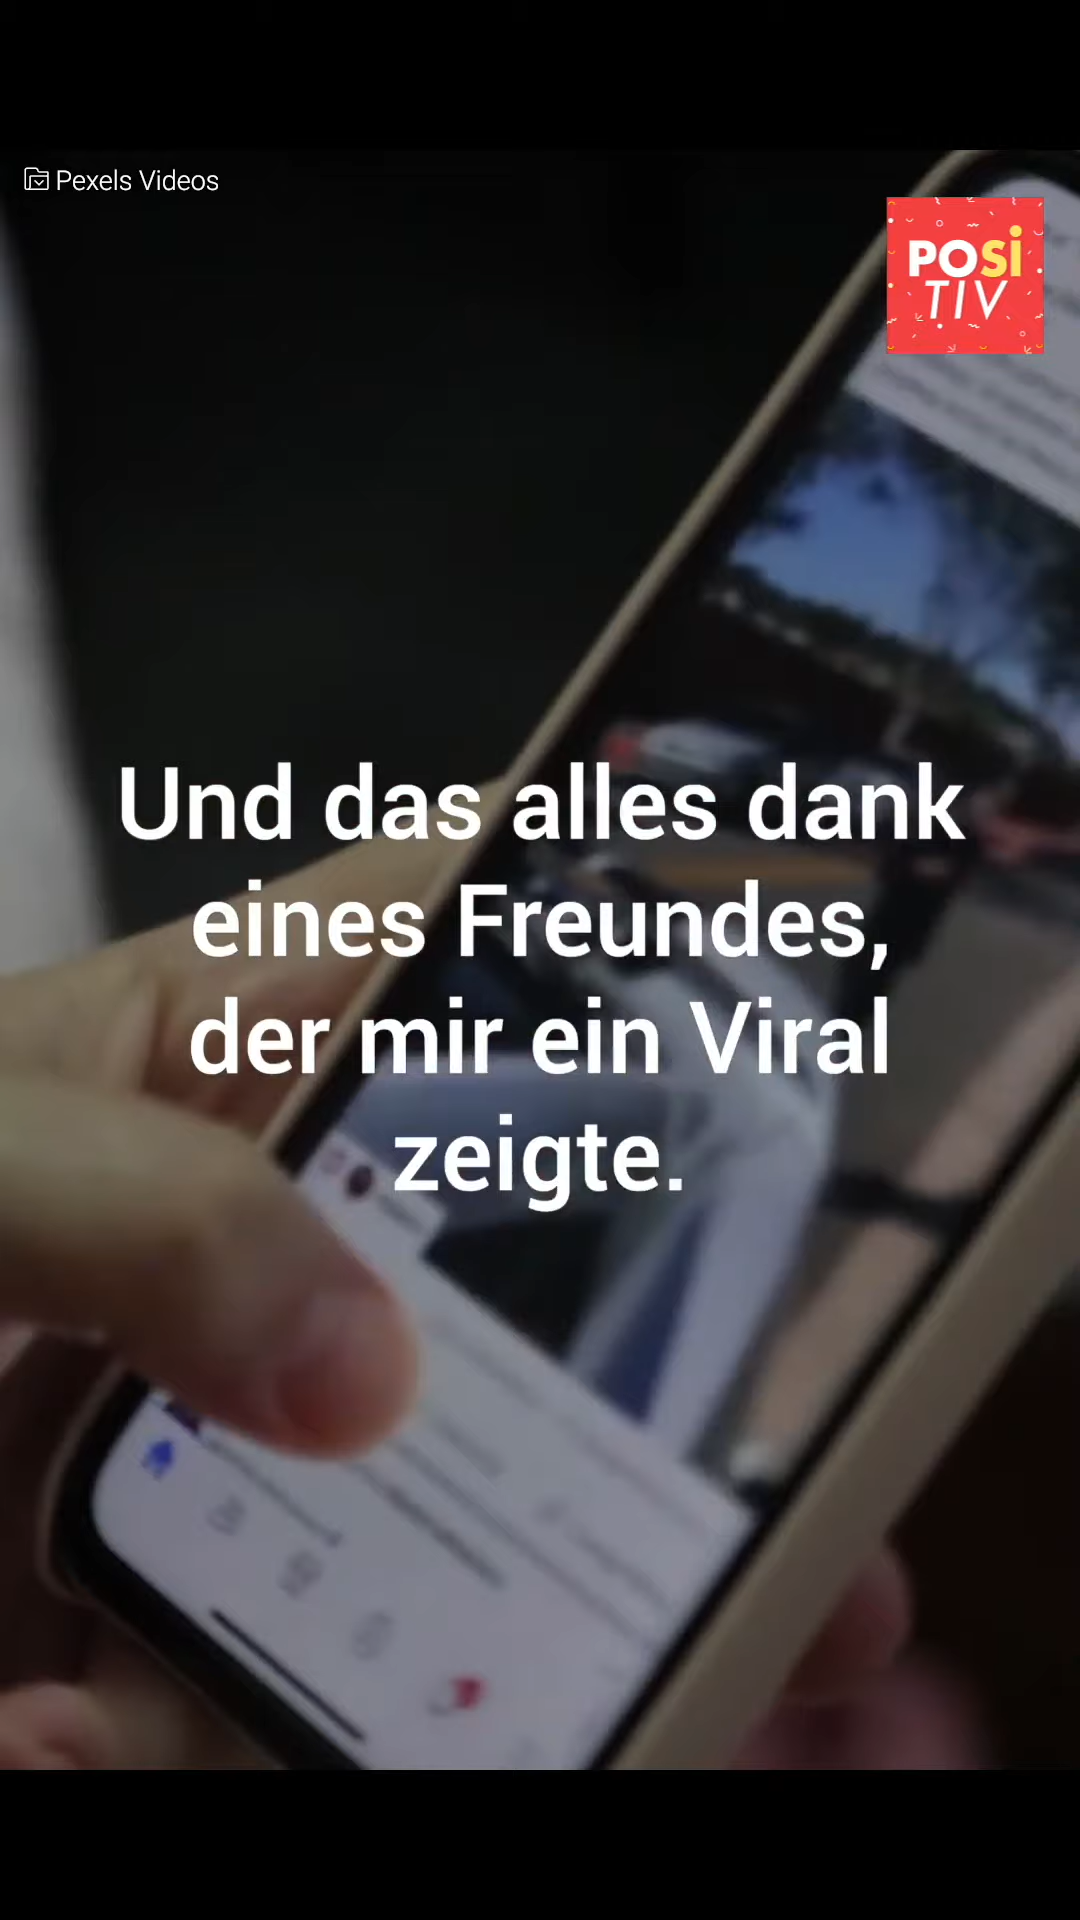 Pexels Videos
POSi
TIV
Und das alles dank
eines Freundes,
der mir ein Viral
zeigte.